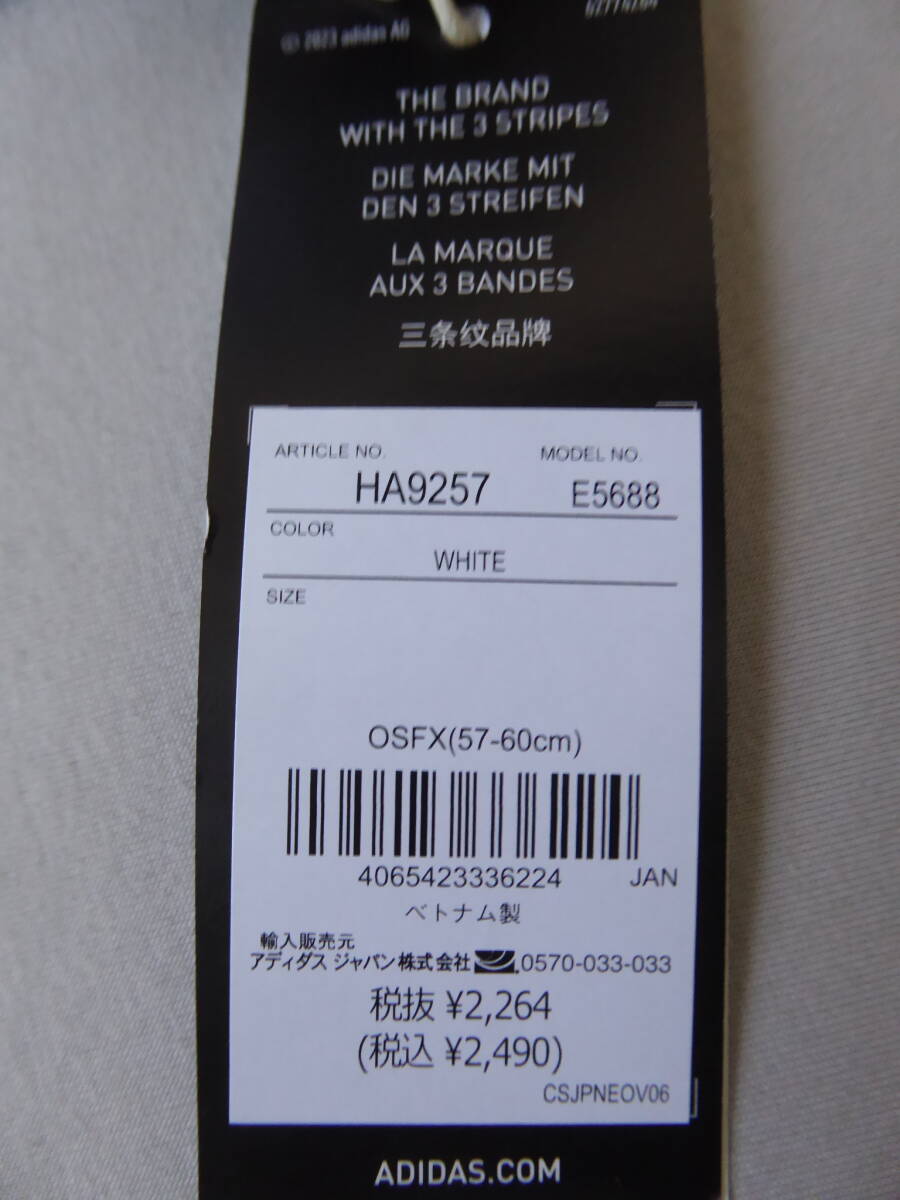 © 2023 adidas AG
THE BRAND
WITH THE 3 STRIPES
DIE MARKE MIT
DEN 3 STREIFEN
LA MARQUE
AUX 3 BANDES
三条纹品牌
ARTICLE NO. MODEL NO.
HA9257 E5688
COLOR
WHITE
SIZE
OSFX(57-60cm)
4065423336224 JAN
ベトナム製
輸入販売元
アディダス ジャパン株式会社 0570-033-033
税抜 ¥2,264
(税込 ¥2,490)
CSJPNEOV06
ADIDAS.COM